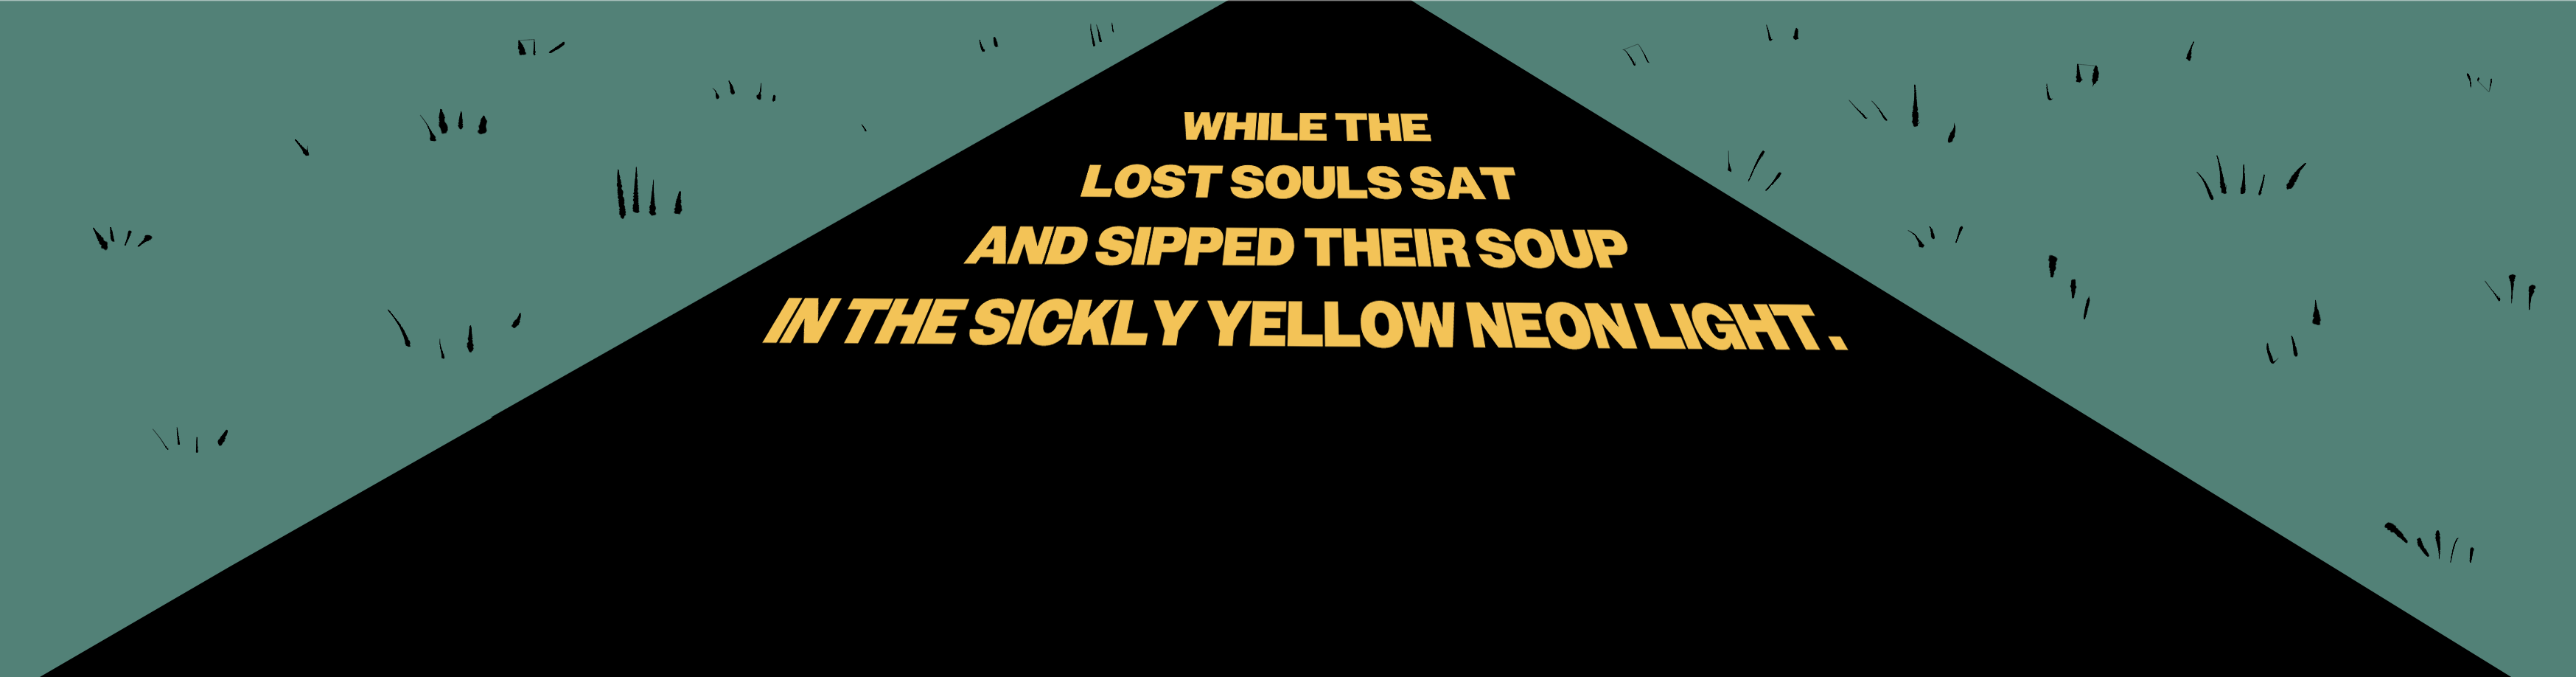 WHILE THE
LOST SOULS SAT
AND SIPPED THEIR SOUP
IN THE SICKLY YELLOW NEON LIGHT.